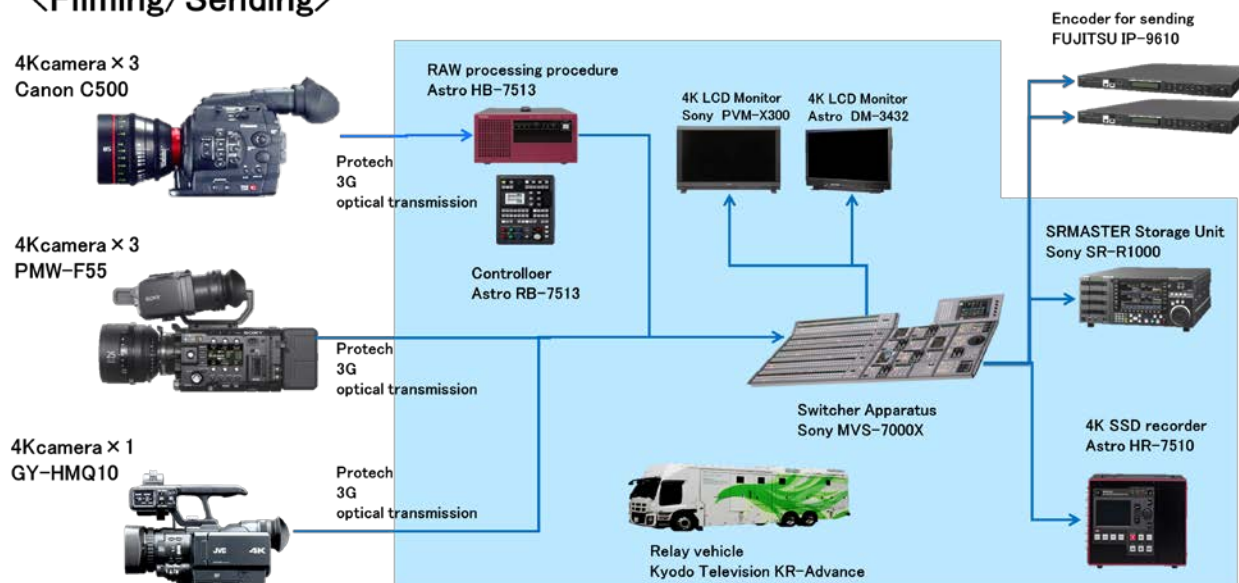 <Filming/Sending>
4Kcamera×3
Canon C500
Protech
3G
optical transmission
4Kcamera×3
PMW-F55
Protech
3G
optical transmission
4Kcamera×1
GY-HMQ10
Protech
3G
optical transmission
RAW processing procedure
Astro HB-7513
Controlloer
Astro RB-7513
4K LCD Monitor
Sony PVM-X300
4K LCD Monitor
Astro DM-3432
Switcher Apparatus
Sony MVS-7000X
Relay vehicle
Kyodo Television KR-Advance
Encoder for sending
FUJITSU IP-9610
SRMASTER Storage Unit
Sony SR-R1000
4K SSD recorder
Astro HR-7510
SONY
SONY
JVC
4K